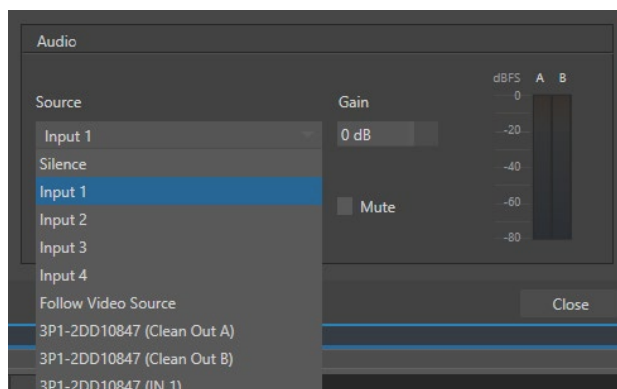 Audio
dBFS A B
Source
Gain
0
Input 1
0 dB
-20
Silence
-40
Input 1
Input 2
Mute
-60
Input 3
-80
Input 4
Follow Video Source
Close
3P1-2DD10847 (Clean Out A)
3P1-2DD10847 (Clean Out B)
3P1-2DD10847 (IN 1)